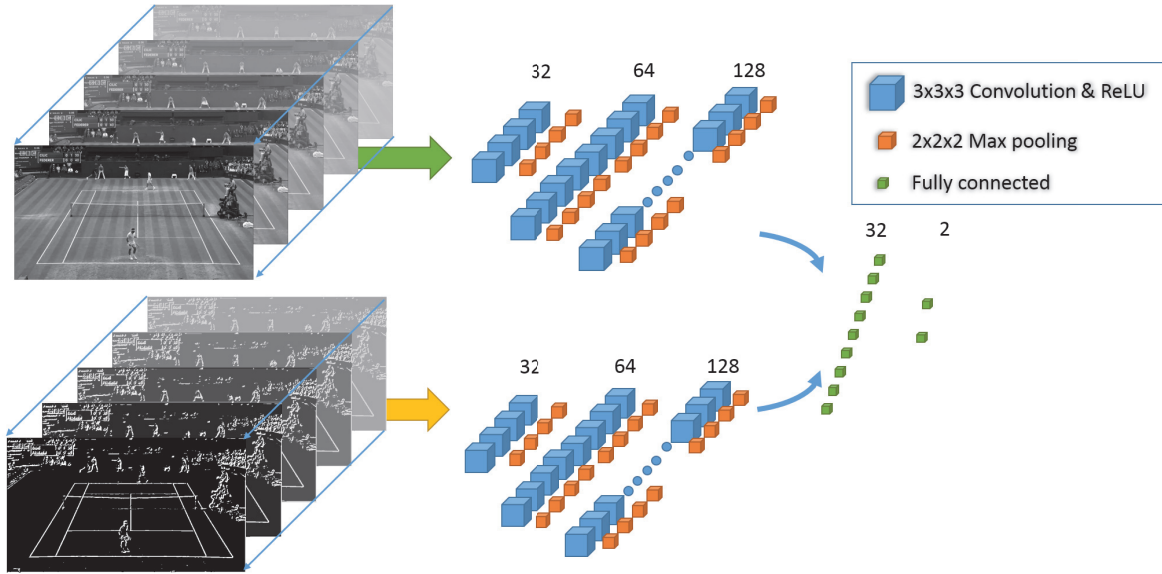 32 64 128
3x3x3 Convolution & ReLU
2x2x2 Max pooling
Fully connected
32 2
32 64 128